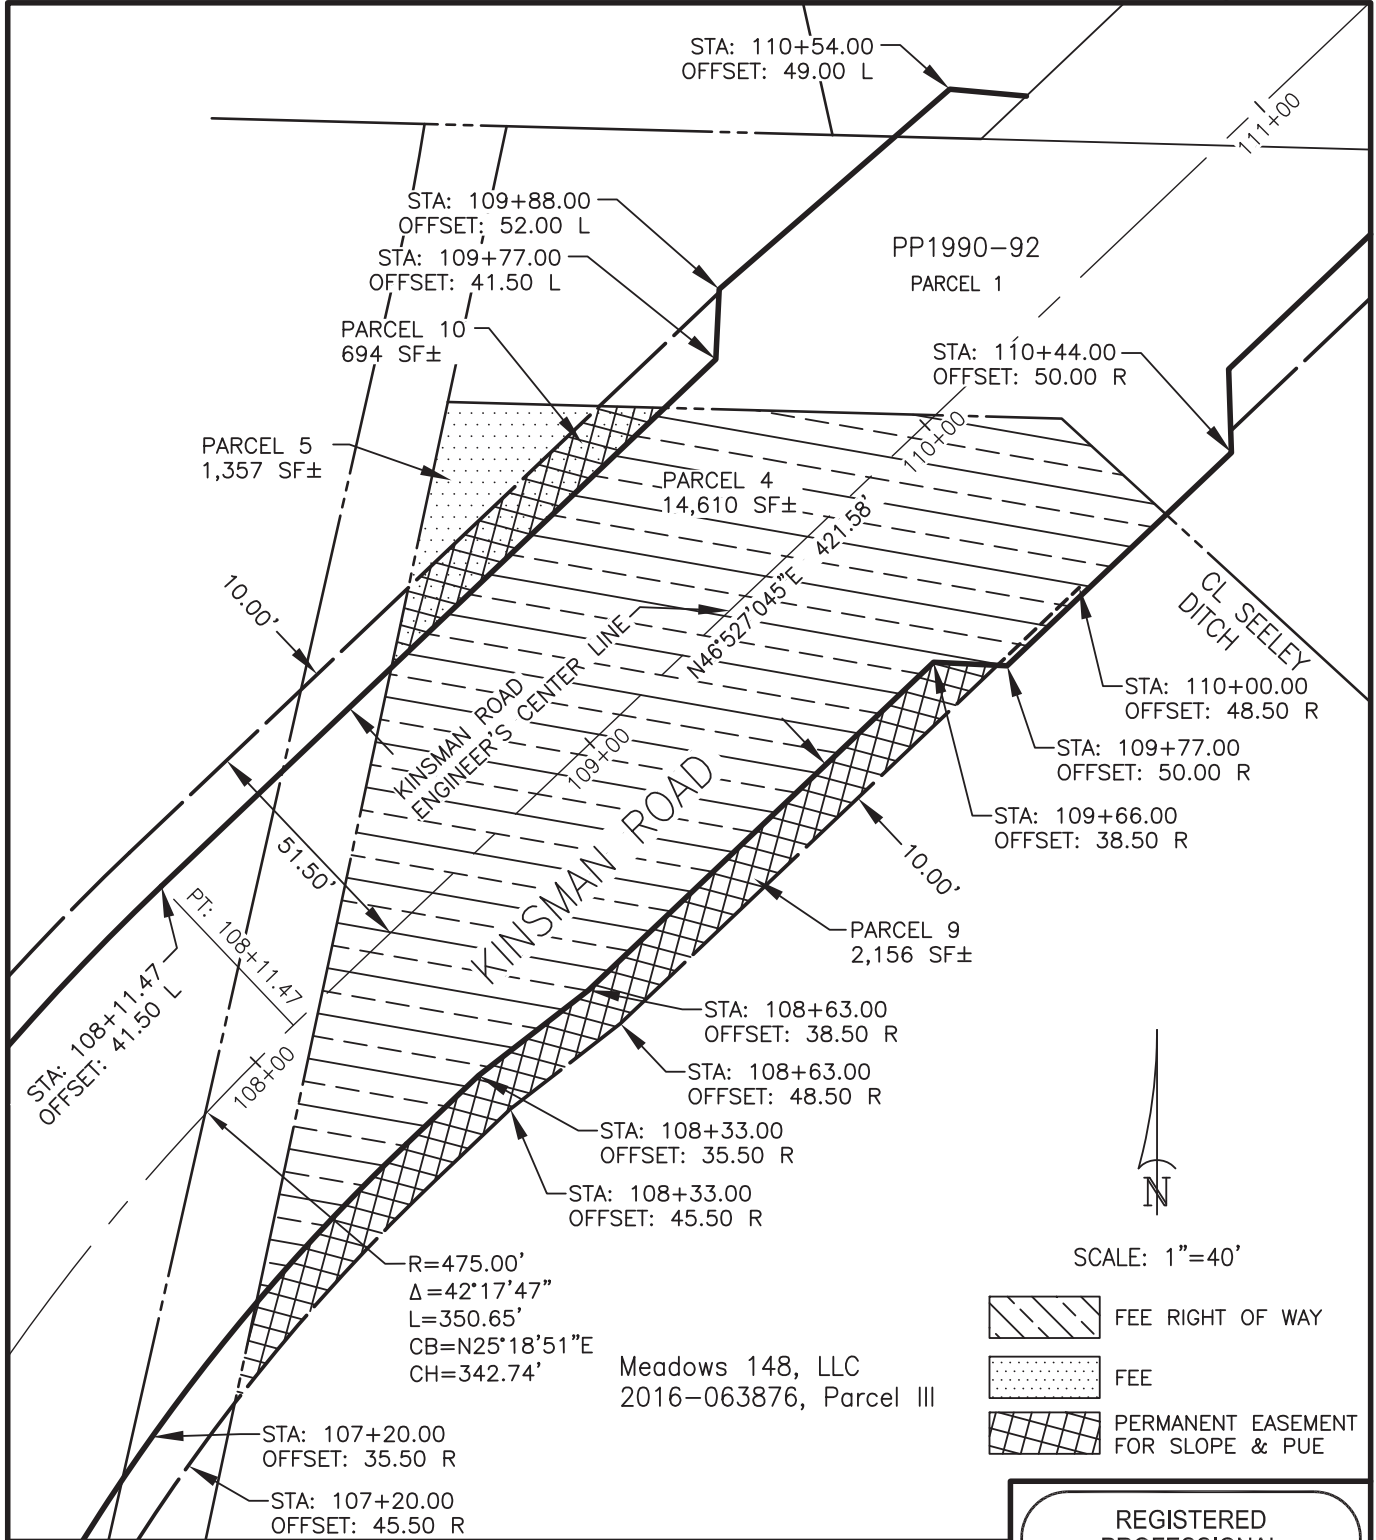 STA: 110+54.00
OFFSET: 49.00 L
111+00
STA: 109+88.00
OFFSET: 52.00 L
STA: 109+77.00
OFFSET: 41.50 L
PP1990-92
PARCEL 1
PARCEL 10
694 SF±
STA: 110+44.00
OFFSET: 50.00 R
110+00
PARCEL 5
1,357 SF±
PARCEL 4
14,610 SF±
N46°527'045"E 421.58'
10.00'
CL SEELEY
DITCH
KINSMAN ROAD
ENGINEER'S CENTER LINE
STA: 110+00.00
OFFSET: 48.50 R
STA: 109+77.00
OFFSET: 50.00 R
109+00
KINSMAN ROAD
STA: 109+66.00
OFFSET: 38.50 R
51.50'
10.00'
PT: 108+11.47
PARCEL 9
2,156 SF±
STA: 108+11.47
OFFSET: 41.50 L
108+00
STA: 108+63.00
OFFSET: 38.50 R
STA: 108+63.00
OFFSET: 48.50 R
STA: 108+33.00
OFFSET: 35.50 R
STA: 108+33.00
OFFSET: 45.50 R
N
SCALE: 1"=40'
R=475.00'
Δ=42°17'47"
L=350.65'
CB=N25°18'51"E
CH=342.74'
FEE RIGHT OF WAY
FEE
PERMANENT EASEMENT
FOR SLOPE & PUE
Meadows 148, LLC
2016-063876, Parcel III
STA: 107+20.00
OFFSET: 35.50 R
STA: 107+20.00
OFFSET: 45.50 R
REGISTERED
PROFESSIONAL